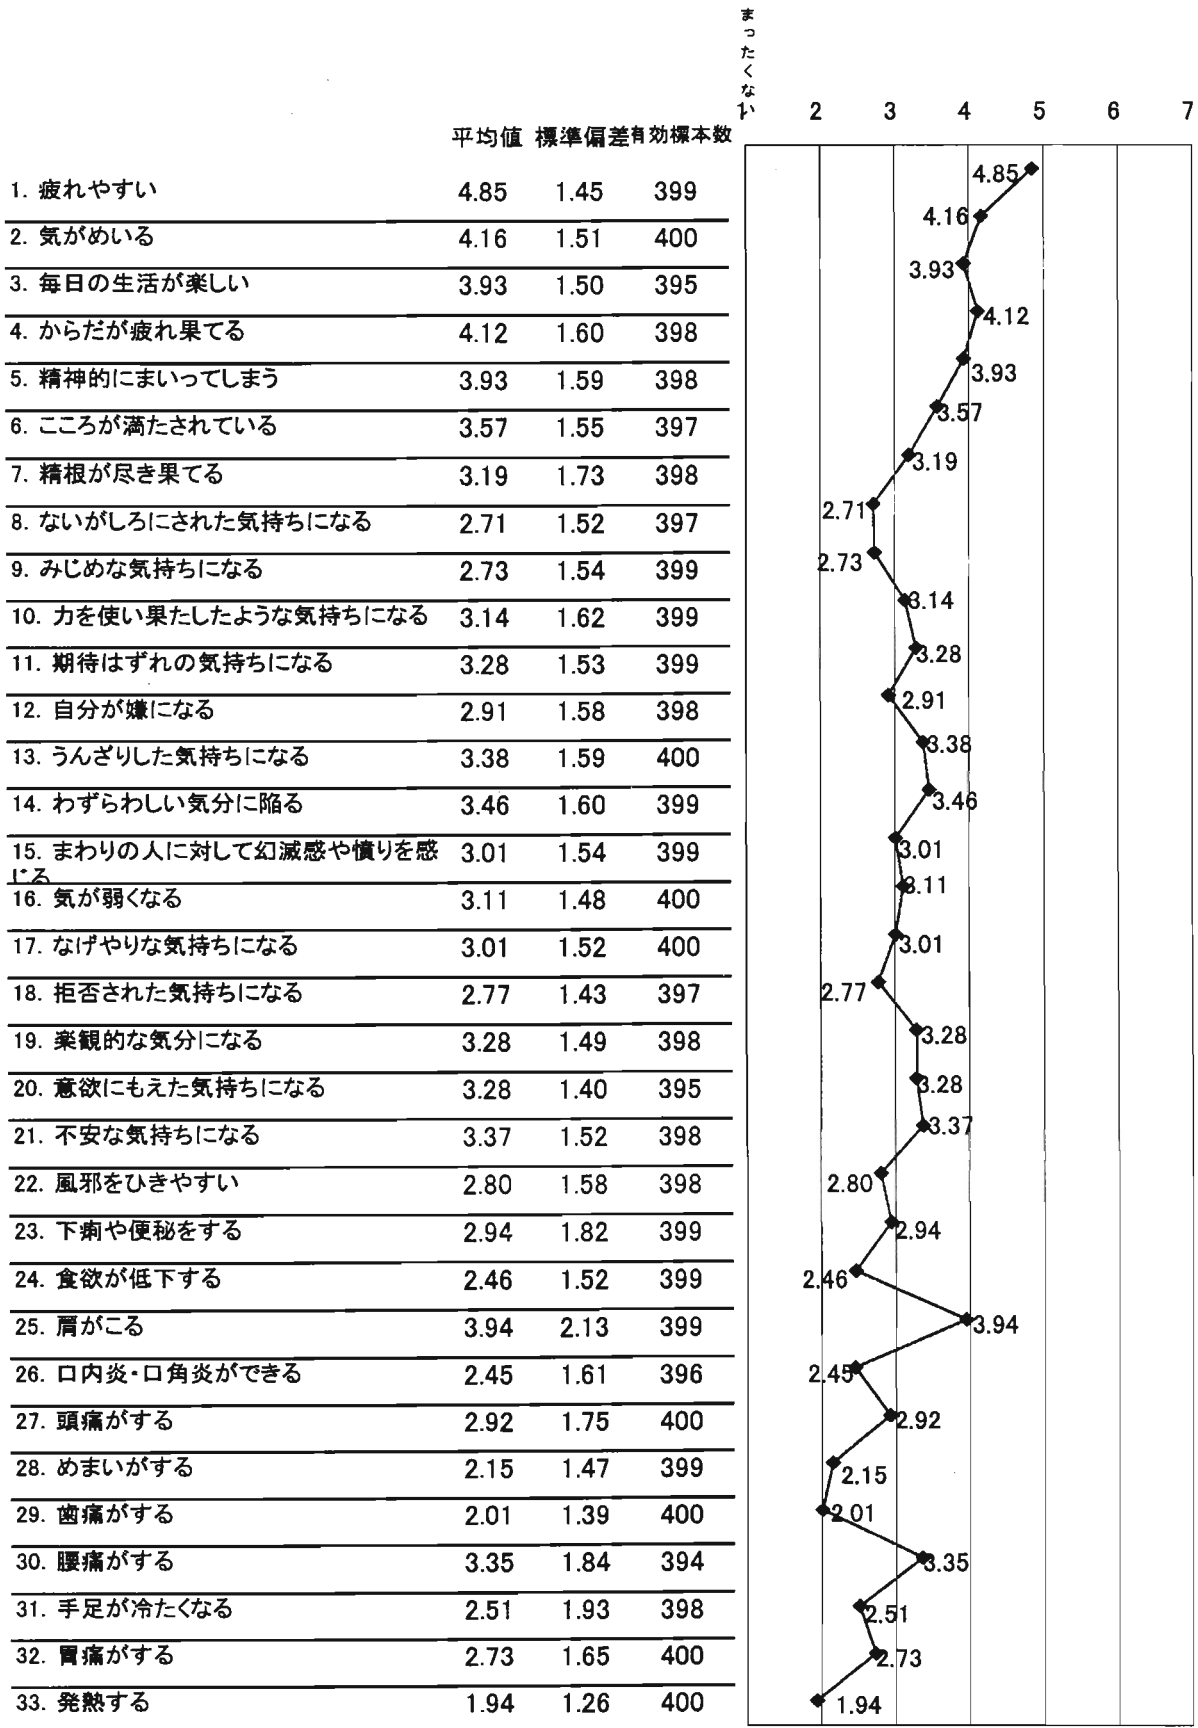 まったくない
1 2 3 4 5 6 7
平均値 標準偏差 有効標本数
1. 疲れやすい 4.85 1.45 399 4.85
2. 気がめいる 4.16 1.51 400 4.16
3. 毎日の生活が楽しい 3.93 1.50 395 3.93
4. からだが疲れ果てる 4.12 1.60 398 4.12
5. 精神的にまいってしまう 3.93 1.59 398 3.93
6. こころが満たされている 3.57 1.55 397 3.57
7. 精根が尽き果てる 3.19 1.73 398 3.19
8. ないがしろにされた気持ちになる 2.71 1.52 397 2.71
9. みじめな気持ちになる 2.73 1.54 399 2.73
10. 力を使い果たしたような気持ちになる 3.14 1.62 399 3.14
11. 期待はずれの気持ちになる 3.28 1.53 399 3.28
12. 自分が嫌になる 2.91 1.58 398 2.91
13. うんざりした気持ちになる 3.38 1.59 400 3.38
14. わずらわしい気分に陥る 3.46 1.60 399 3.46
15. まわりの人に対して幻滅感や憤りを感 3.01 1.54 399 3.01
じる
16. 気が弱くなる 3.11 1.48 400 3.11
17. なげやりな気持ちになる 3.01 1.52 400 3.01
18. 拒否された気持ちになる 2.77 1.43 397 2.77
19. 楽観的な気分になる 3.28 1.49 398 3.28
20. 意欲にもえた気持ちになる 3.28 1.40 395 3.28
21. 不安な気持ちになる 3.37 1.52 398 3.37
22. 風邪をひきやすい 2.80 1.58 398 2.80
23. 下痢や便秘をする 2.94 1.82 399 2.94
24. 食欲が低下する 2.46 1.52 399 2.46
25. 肩がこる 3.94 2.13 399 3.94
26. 口内炎・口角炎ができる 2.45 1.61 396 2.45
27. 頭痛がする 2.92 1.75 400 2.92
28. めまいがする 2.15 1.47 399 2.15
29. 歯痛がする 2.01 1.39 400 2.01
30. 腰痛がする 3.35 1.84 394 3.35
31. 手足が冷たくなる 2.51 1.93 398 2.51
32. 胃痛がする 2.73 1.65 400 2.73
33. 発熱する 1.94 1.26 400 1.94